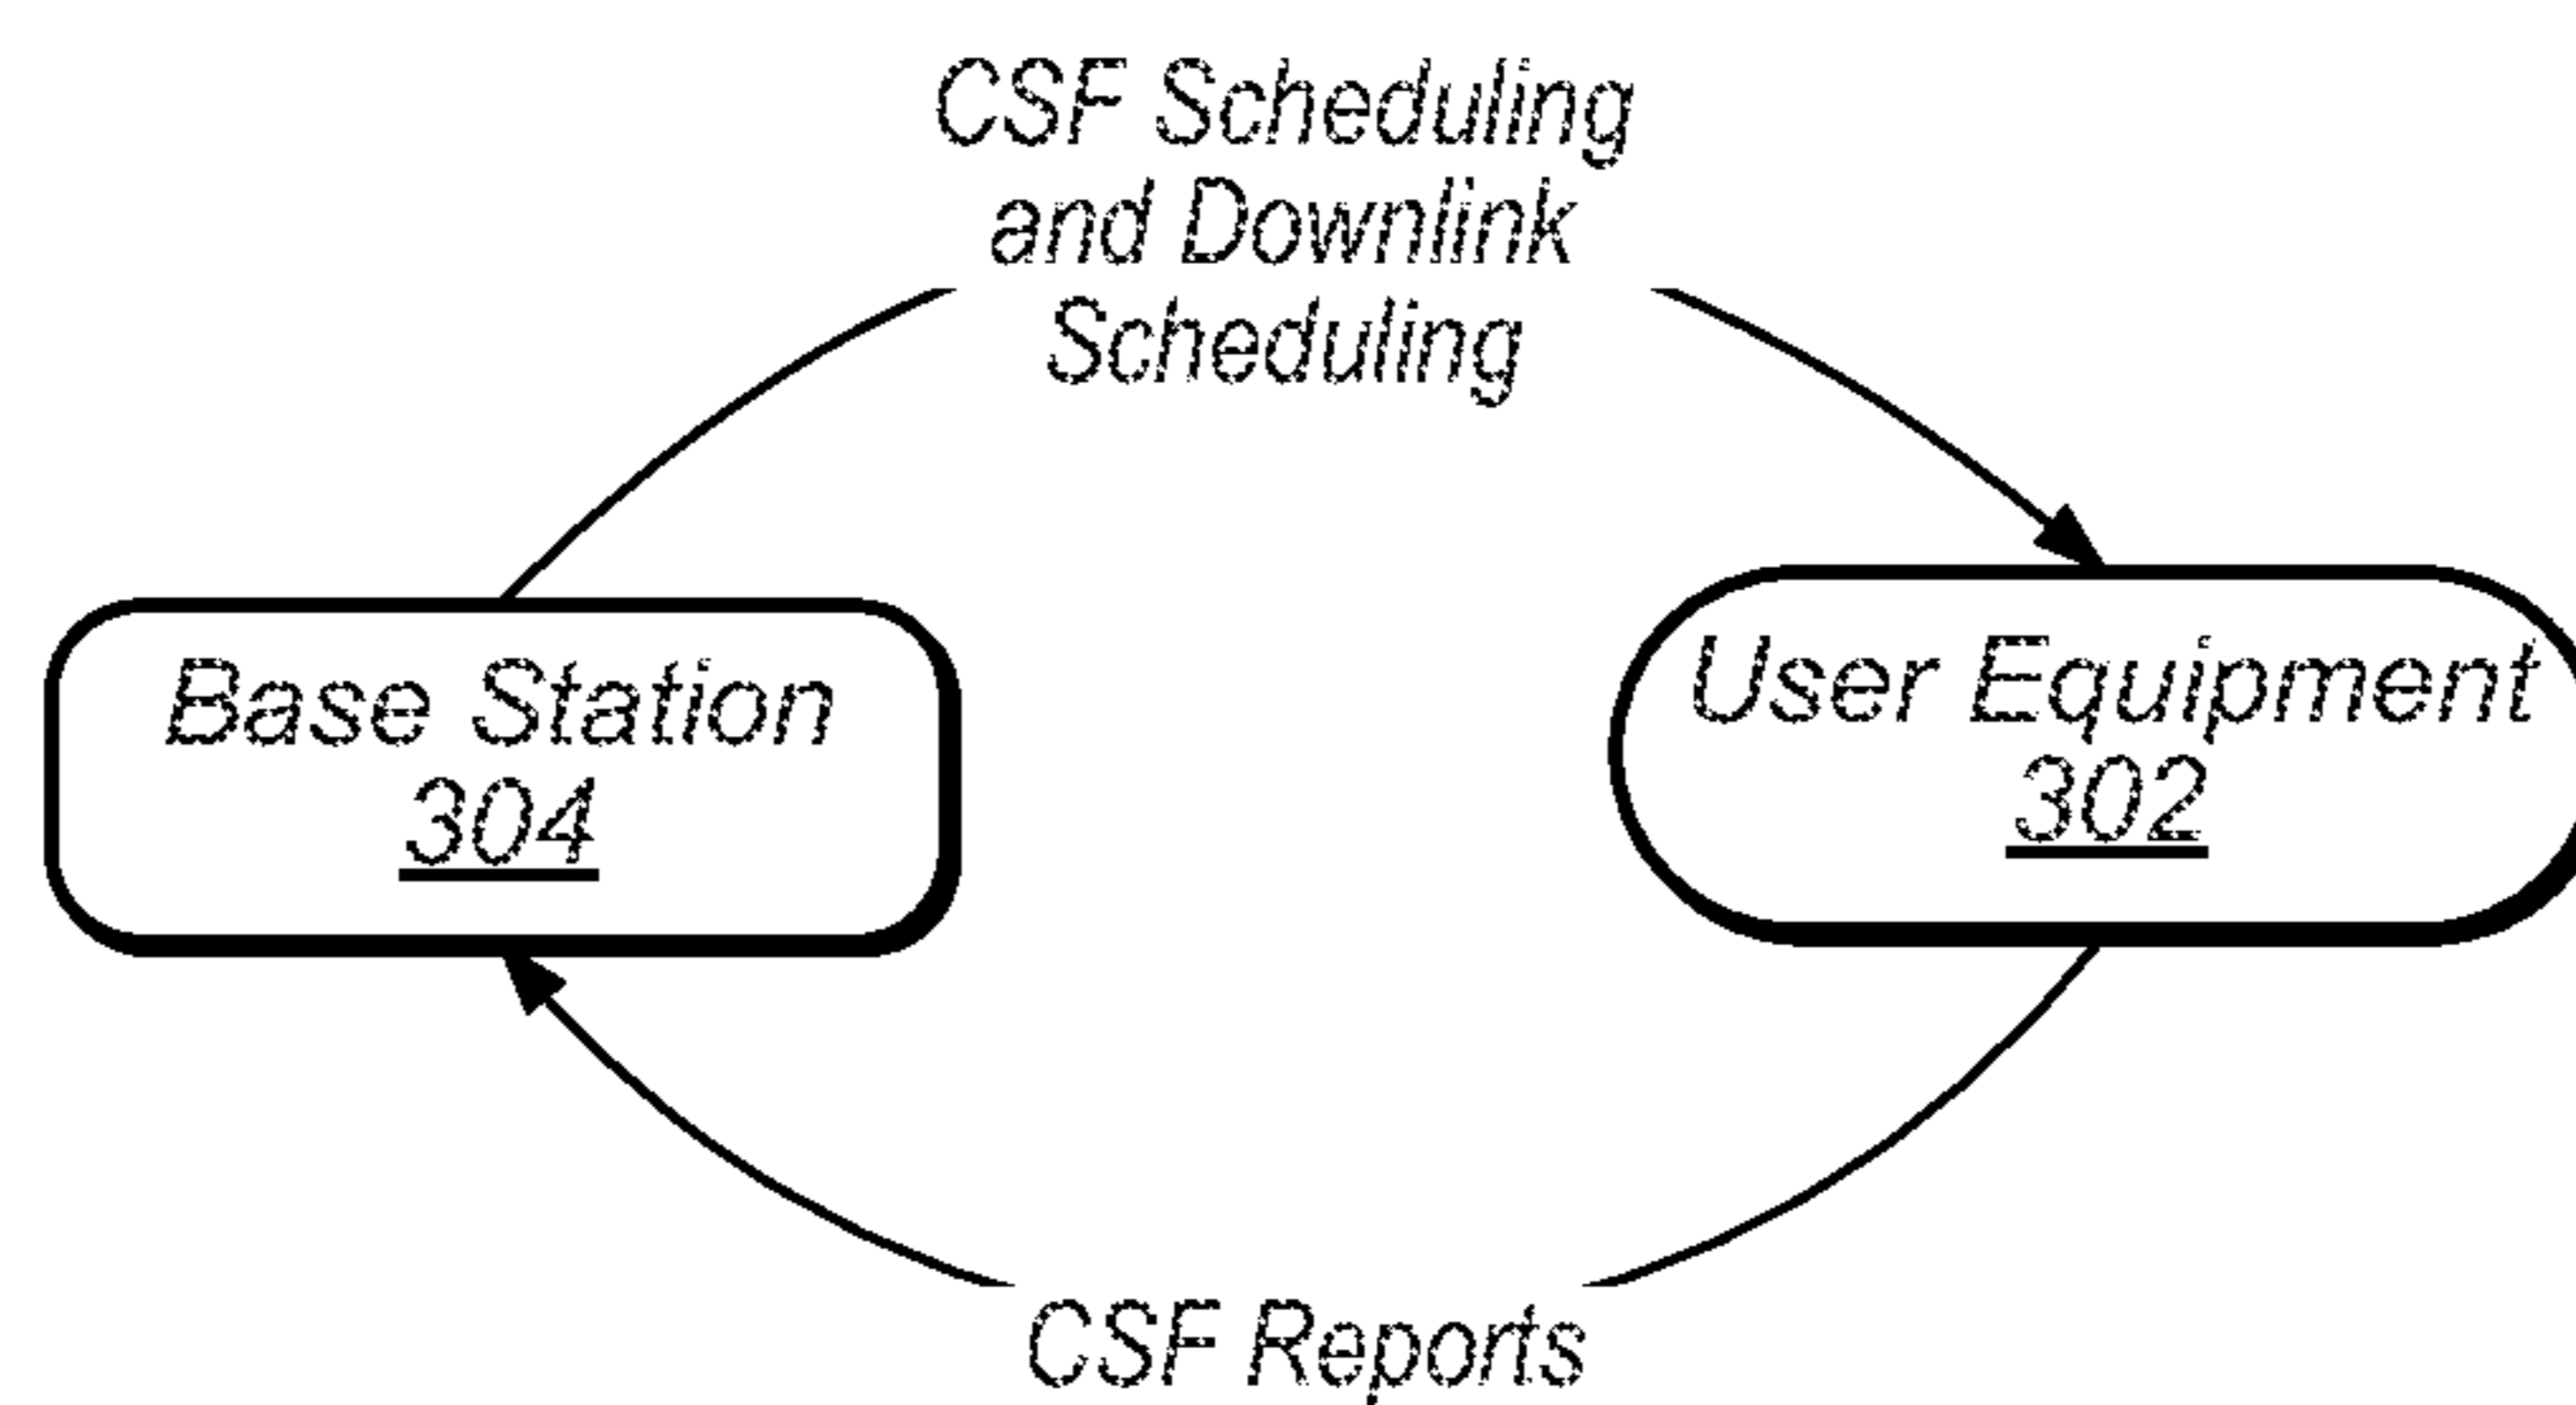 CSF Scheduling
and Downlink
Scheduling
Base Station
304
User Equipment
302
CSF Reports